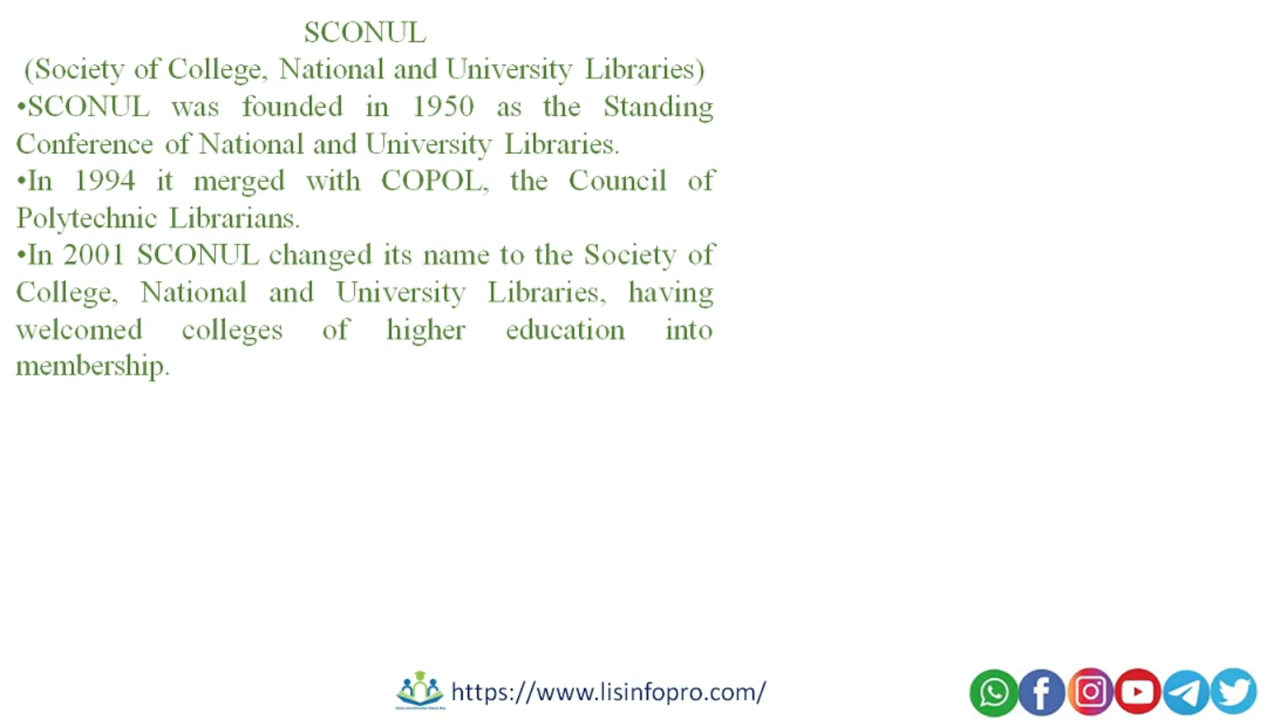 SCONUL
(Society of College, National and University Libraries)
•SCONUL was founded in 1950 as the Standing
Conference of National and University Libraries.
•In 1994 it merged with COPOL, the Council of
Polytechnic Librarians.
•In 2001 SCONUL changed its name to the Society of
College, National and University Libraries, having
welcomed colleges of higher education into
membership.
https://www.lisinfopro.com/